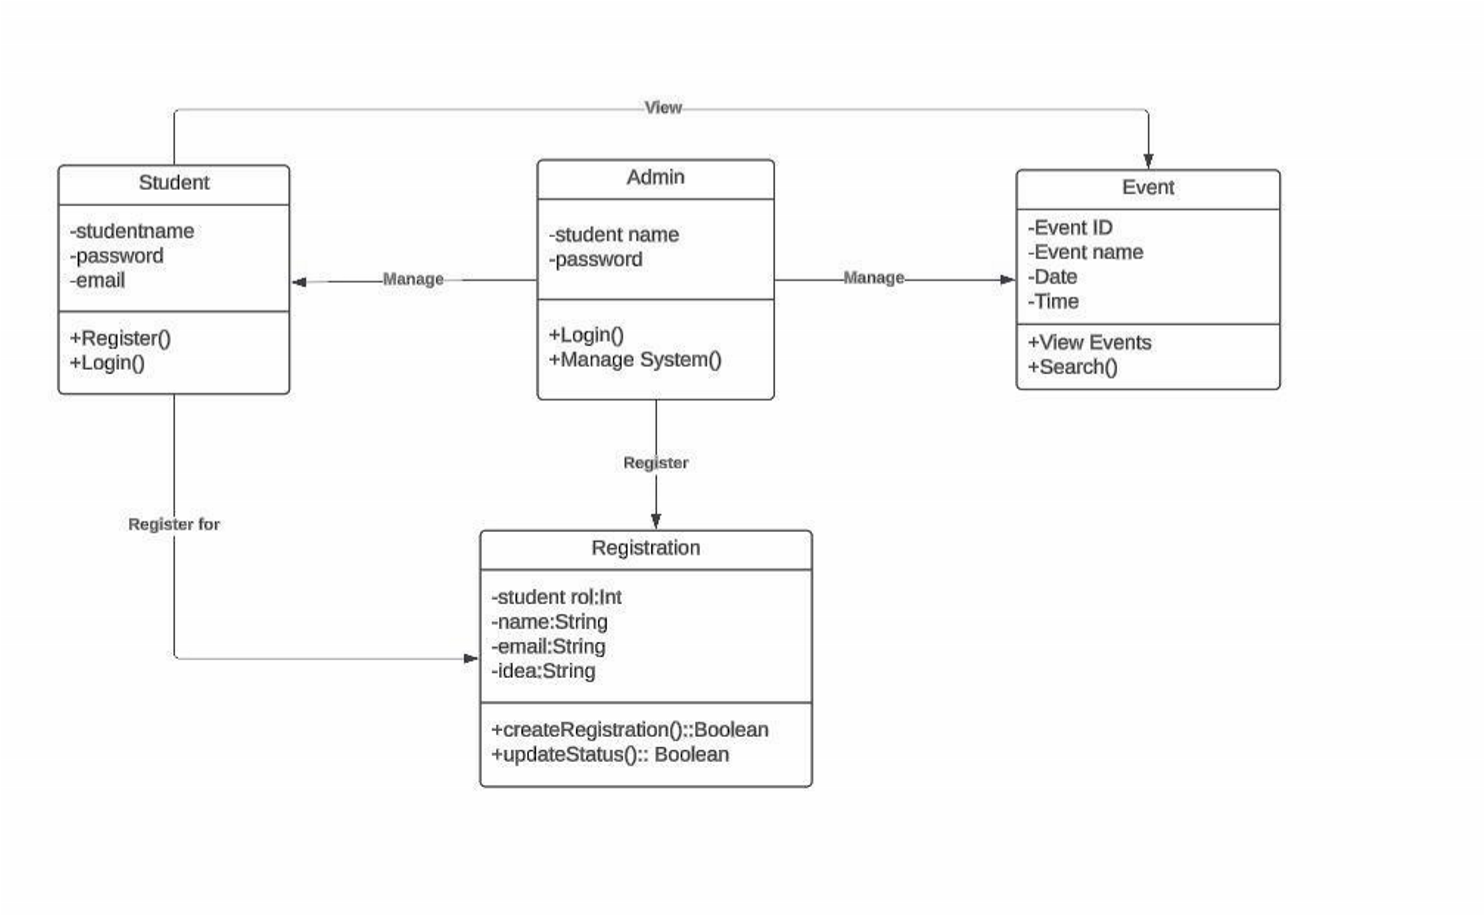 View
Student
-studentname
-password
-email
+Register()
+Login()
Manage
Admin
-student name
-password
+Login()
+Manage System()
Manage
Event
-Event ID
-Event name
-Date
-Time
+View Events
+Search()
Register
Register for
Registration
-student rol:Int
-name:String
-email:String
-idea:String
+createRegistration()::Boolean
+updateStatus():: Boolean